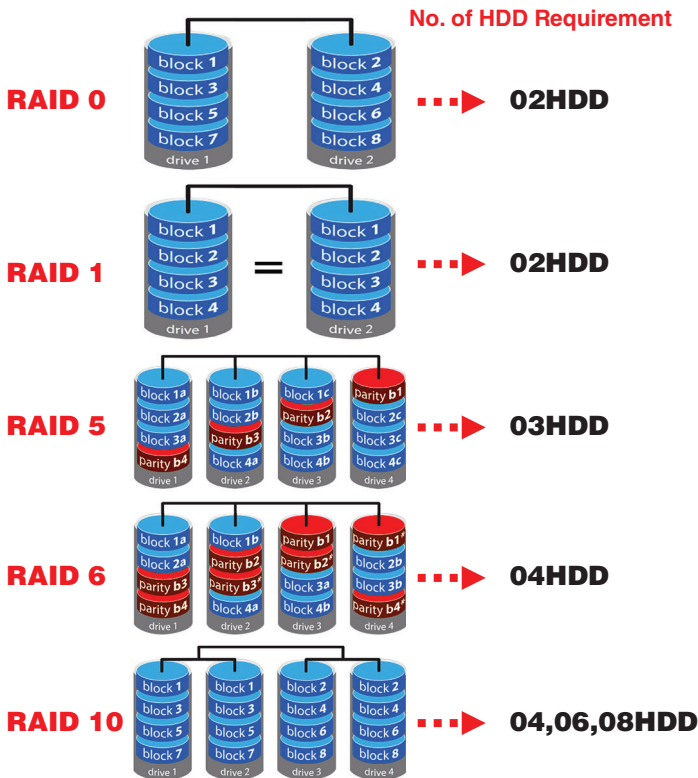 No. of HDD Requirement
RAID 0
block 1
block 3
block 5
block 7
drive 1
block 2
block 4
block 6
block 8
drive 2
02HDD
RAID 1
block 1
block 2
block 3
block 4
drive 1
=
block 1
block 2
block 3
block 4
drive 2
02HDD
RAID 5
block 1a
block 2a
block 3a
parity b4
drive 1
block 1b
block 2b
parity b3
block 4a
drive 2
block 1c
parity b2
block 3b
block 4b
drive 3
parity b1
block 2c
block 3c
block 4c
drive 4
03HDD
RAID 6
block 1a
block 2a
parity b3
parity b4
drive 1
block 1b
parity b2
parity b3*
block 4a
drive 2
parity b1
parity b2*
block 3a
block 4b
drive 3
parity b1*
block 2b
block 3b
parity b4*
drive 4
04HDD
RAID 10
block 1
block 3
block 5
block 7
drive 1
block 1
block 3
block 5
block 7
drive 2
block 2
block 4
block 6
block 8
drive 3
block 2
block 4
block 6
block 8
drive 4
04,06,08HDD